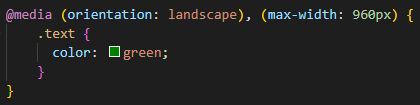 @media (orientation: landscape), (max-width: 960px) {
.text {
color: green;
}
}